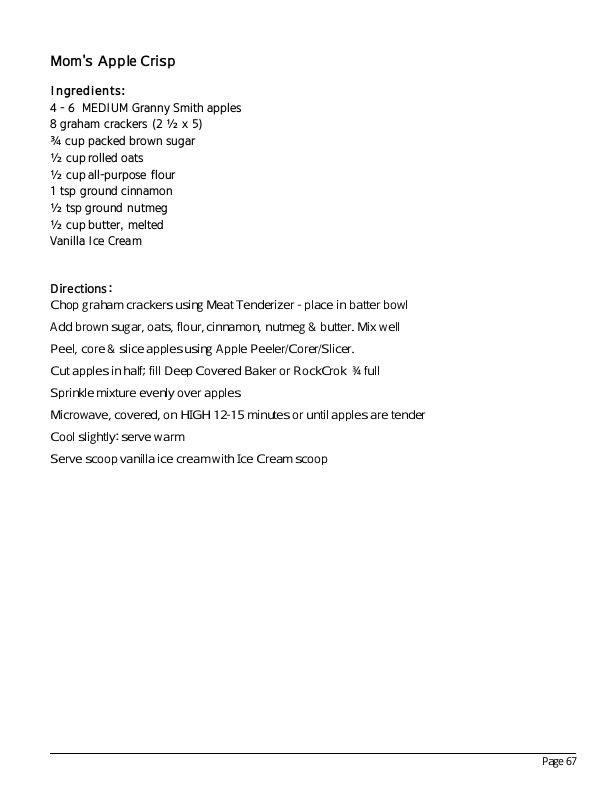 Mom's Apple Crisp
Ingredients:
4 - 6 MEDIUM Granny Smith apples
8 graham crackers (2 ½ x 5)
¾ cup packed brown sugar
½ cup rolled oats
½ cup all-purpose flour
1 tsp ground cinnamon
½ tsp ground nutmeg
½ cup butter, melted
Vanilla Ice Cream
Directions:
Chop graham crackers using Meat Tenderizer - place in batter bowl
Add brown sugar, oats, flour, cinnamon, nutmeg & butter. Mix well
Peel, core & slice apples using Apple Peeler/Corer/Slicer.
Cut apples in half; fill Deep Covered Baker or RockCrok ¾ full
Sprinkle mixture evenly over apples
Microwave, covered, on HIGH 12-15 minutes or until apples are tender
Cool slightly: serve warm
Serve scoop vanilla ice cream with Ice Cream scoop
Page 67